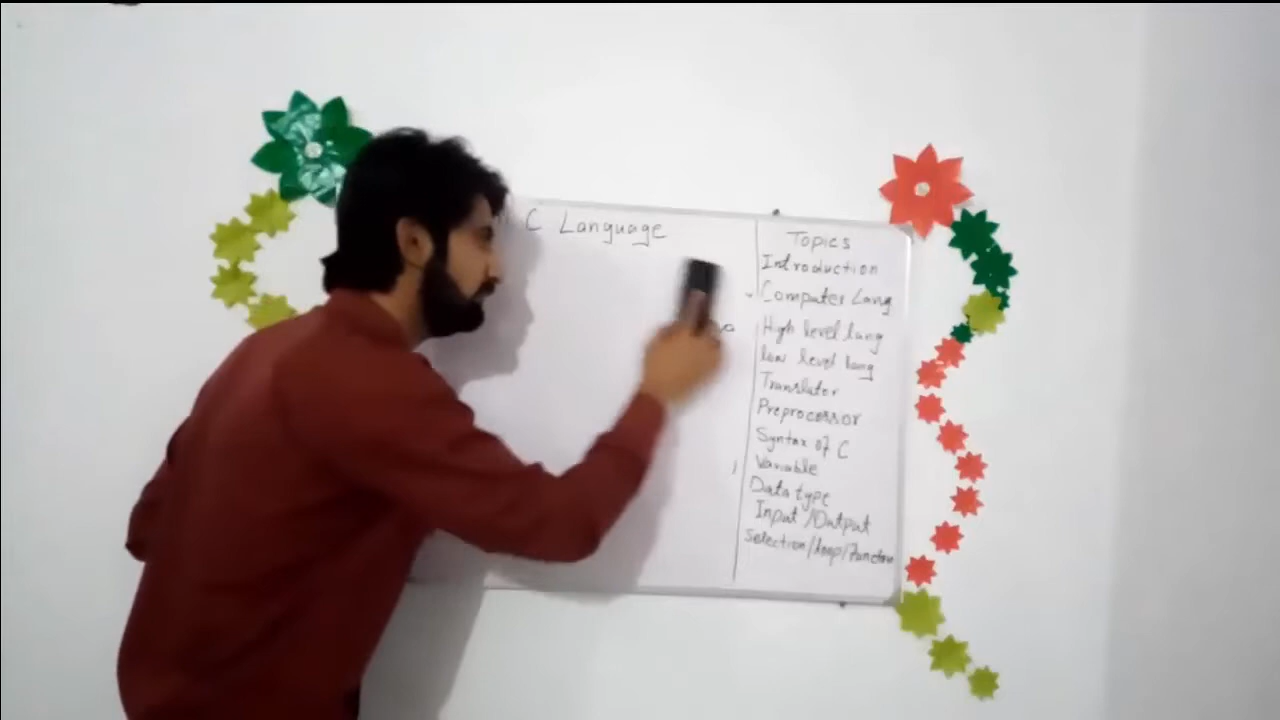 C Language
Topics
Introduction
Computer Lang
High level lang
low level lang
Translator
Preprocessor
Syntax of C
Variable
Data type
Input/Output
Selection/loop/Function